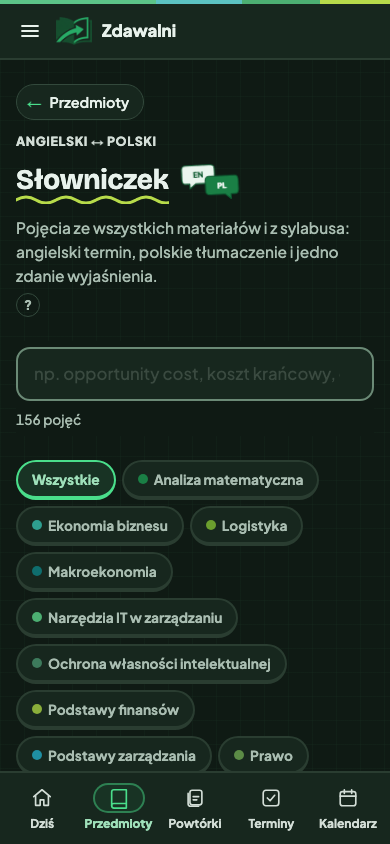 Zdawalni
← Przedmioty
ANGIELSKI ↔ POLSKI
Słowniczek
EN
PL
Pojęcia ze wszystkich materiałów i z sylabusa:
angielski termin, polskie tłumaczenie i jedno
zdanie wyjaśnienia.
?
np. opportunity cost, koszt krańcowy,
156 pojęć
Wszystkie Analiza matematyczna
Ekonomia biznesu Logistyka
Makroekonomia
Narzędzia IT w zarządzaniu
Ochrona własności intelektualnej
Podstawy finansów
Podstawy zarządzania Prawo
Dziś Przedmioty Powtórki Terminy Kalendarz